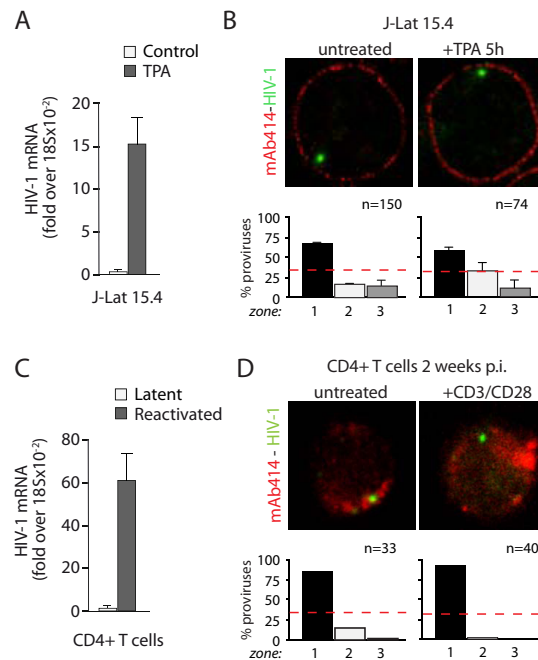 A
Control
TPA
HIV-1 mRNA
(fold over 18Sx10-2)
20
15
10
5
0
J-Lat 15.4
B
J-Lat 15.4
untreated
+TPA 5h
mAb414-HIV-1
n=150
n=74
% proviruses
100
75
50
25
0
zone: 1 2 3
1 2 3
C
Latent
Reactivated
HIV-1 mRNA
(fold over 18Sx10-2)
80
60
40
20
0
CD4+ T cells
D
CD4+ T cells 2 weeks p.i.
untreated
+CD3/CD28
mAb414 - HIV-1
n=33
n=40
% proviruses
100
75
50
25
0
zone: 1 2 3
1 2 3